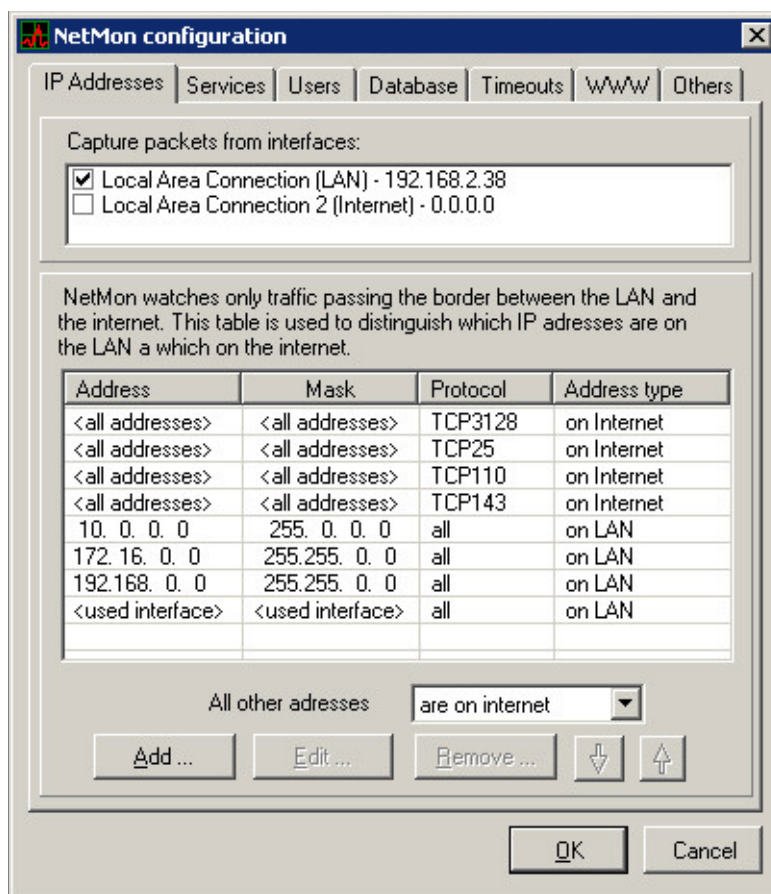 NetMon configuration
IP Addresses Services Users Database Timeouts WWW Others
Capture packets from interfaces:
Local Area Connection (LAN) - 192.168.2.38
Local Area Connection 2 (Internet) - 0.0.0.0
NetMon watches only traffic passing the border between the LAN and
the internet. This table is used to distinguish which IP adresses are on
the LAN a which on the internet.
Address Mask Protocol Address type
<all addresses> <all addresses> TCP3128 on Internet
<all addresses> <all addresses> TCP25 on Internet
<all addresses> <all addresses> TCP110 on Internet
<all addresses> <all addresses> TCP143 on Internet
10. 0. 0. 0 255. 0. 0. 0 all on LAN
172. 16. 0. 0 255.255. 0. 0 all on LAN
192.168. 0. 0 255.255. 0. 0 all on LAN
<used interface> <used interface> all on LAN
All other adresses are on internet
Add ... Edit ... Remove ...
OK Cancel